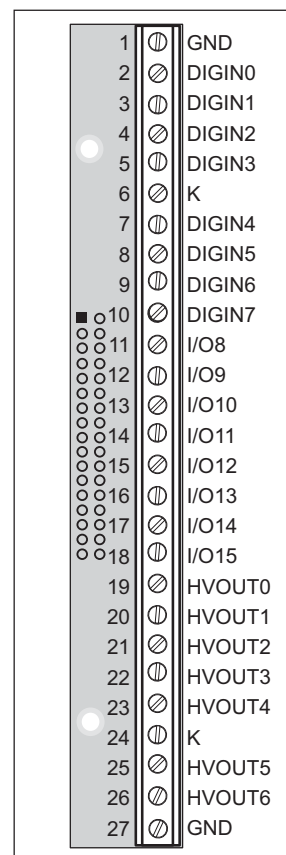 1 GND
2 DIGIN0
3 DIGIN1
4 DIGIN2
5 DIGIN3
6 K
7 DIGIN4
8 DIGIN5
9 DIGIN6
10 DIGIN7
11 I/O8
12 I/O9
13 I/O10
14 I/O11
15 I/O12
16 I/O13
17 I/O14
18 I/O15
19 HVOUT0
20 HVOUT1
21 HVOUT2
22 HVOUT3
23 HVOUT4
24 K
25 HVOUT5
26 HVOUT6
27 GND